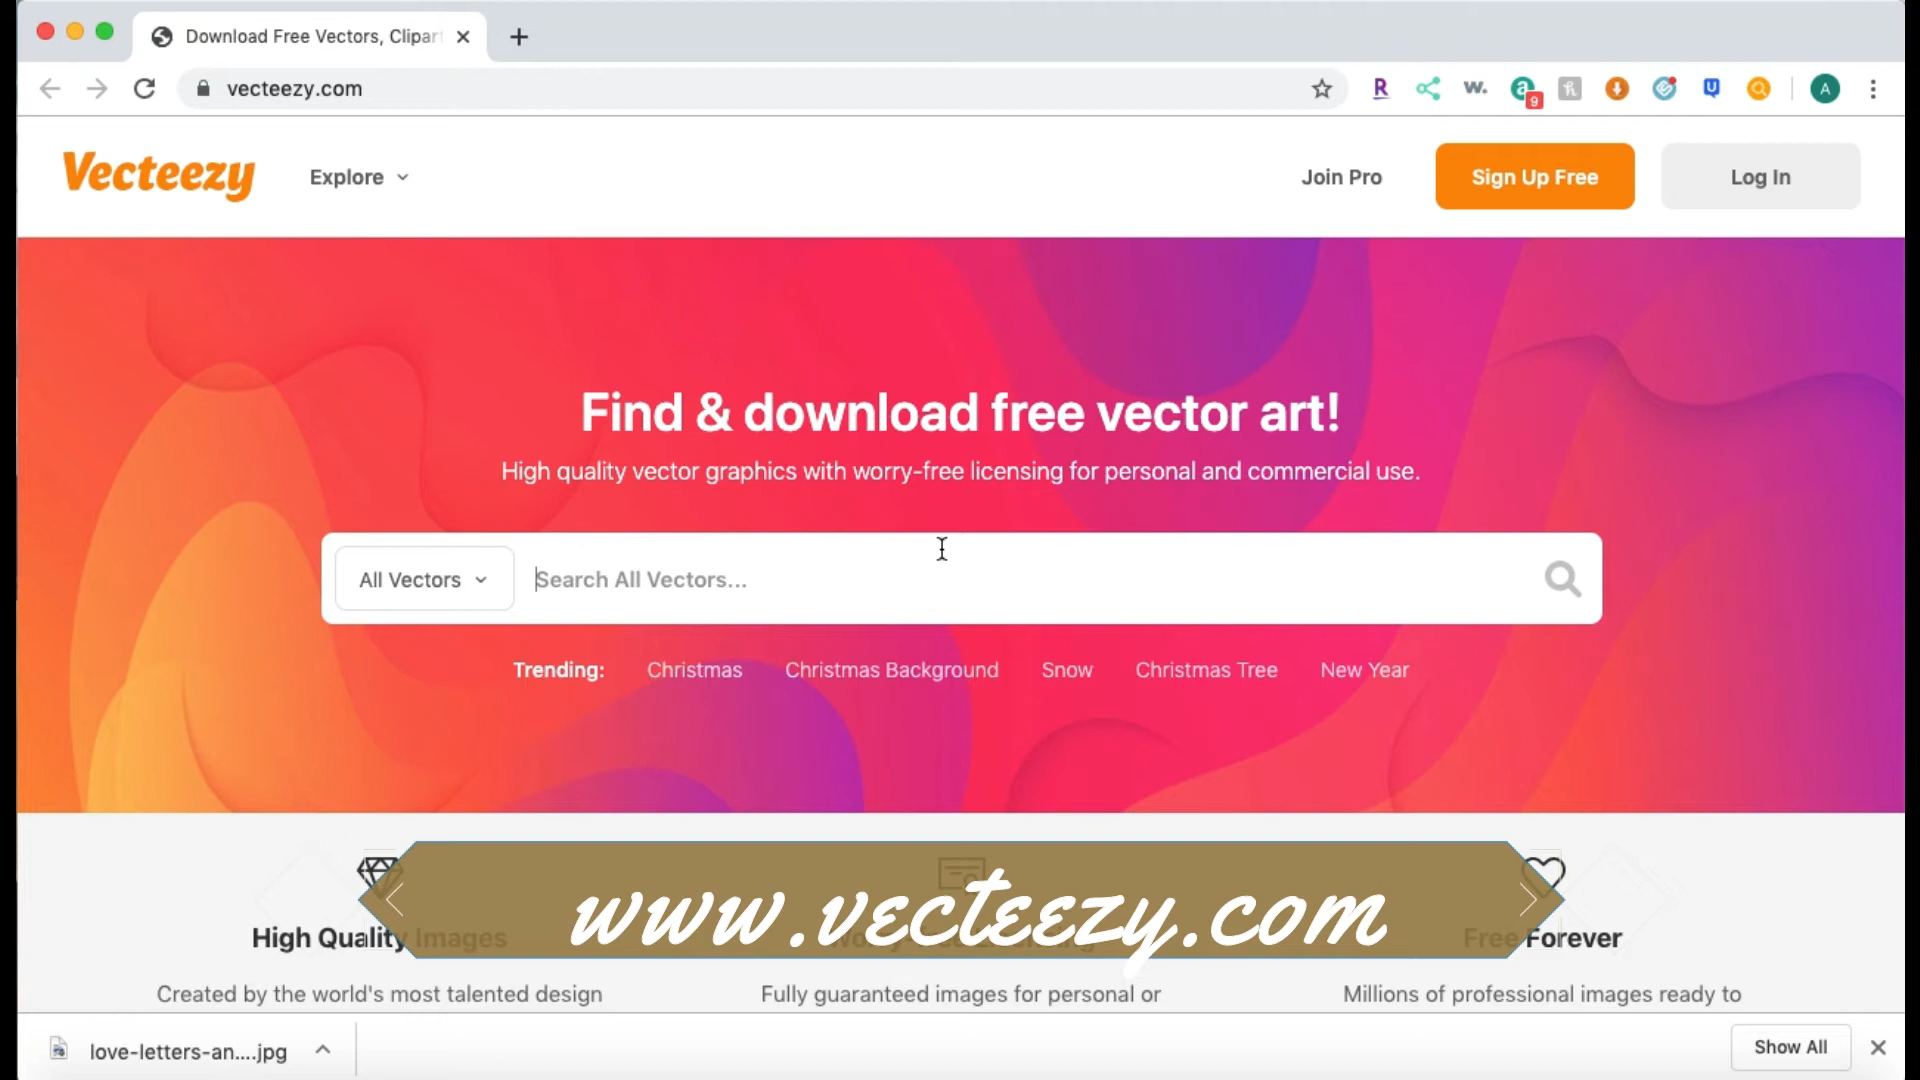 Download Free Vectors, Clipar
vecteezy.com
9
A
Vecteezy
Explore
Join Pro
Sign Up Free
Log In
Find & download free vector art!
High quality vector graphics with worry-free licensing for personal and commercial use.
All Vectors
Search All Vectors...
Trending: Christmas Christmas Background Snow Christmas Tree New Year
www.vecteezy.com
High Quality Images
Free Forever
Created by the world's most talented design
Fully guaranteed images for personal or
Millions of professional images ready to
love-letters-an....jpg
Show All